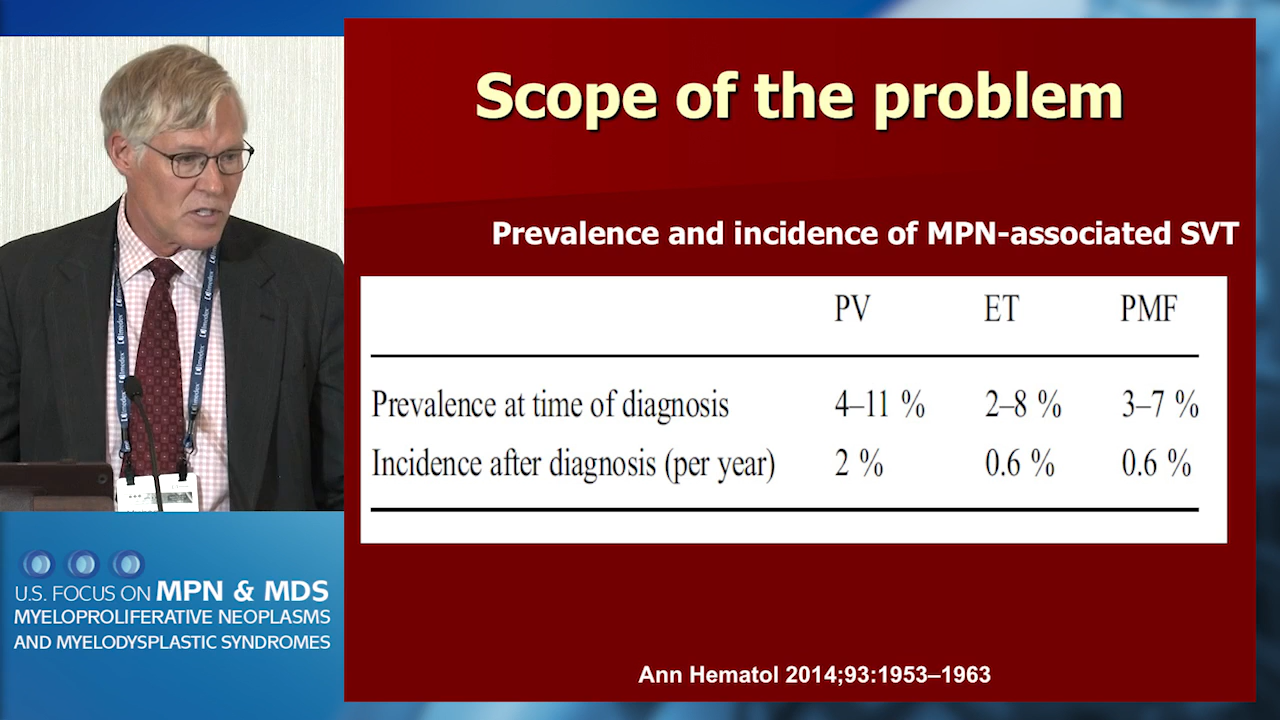 Scope of the problem
Prevalence and incidence of MPN-associated SVT
PV ET PMF
Prevalence at time of diagnosis 4–11 % 2–8 % 3–7 %
Incidence after diagnosis (per year) 2 % 0.6 % 0.6 %
Ann Hematol 2014;93:1953–1963
imedex
U.S. FOCUS ON MPN & MDS
MYELOPROLIFERATIVE NEOPLASMS
AND MYELODYSPLASTIC SYNDROMES